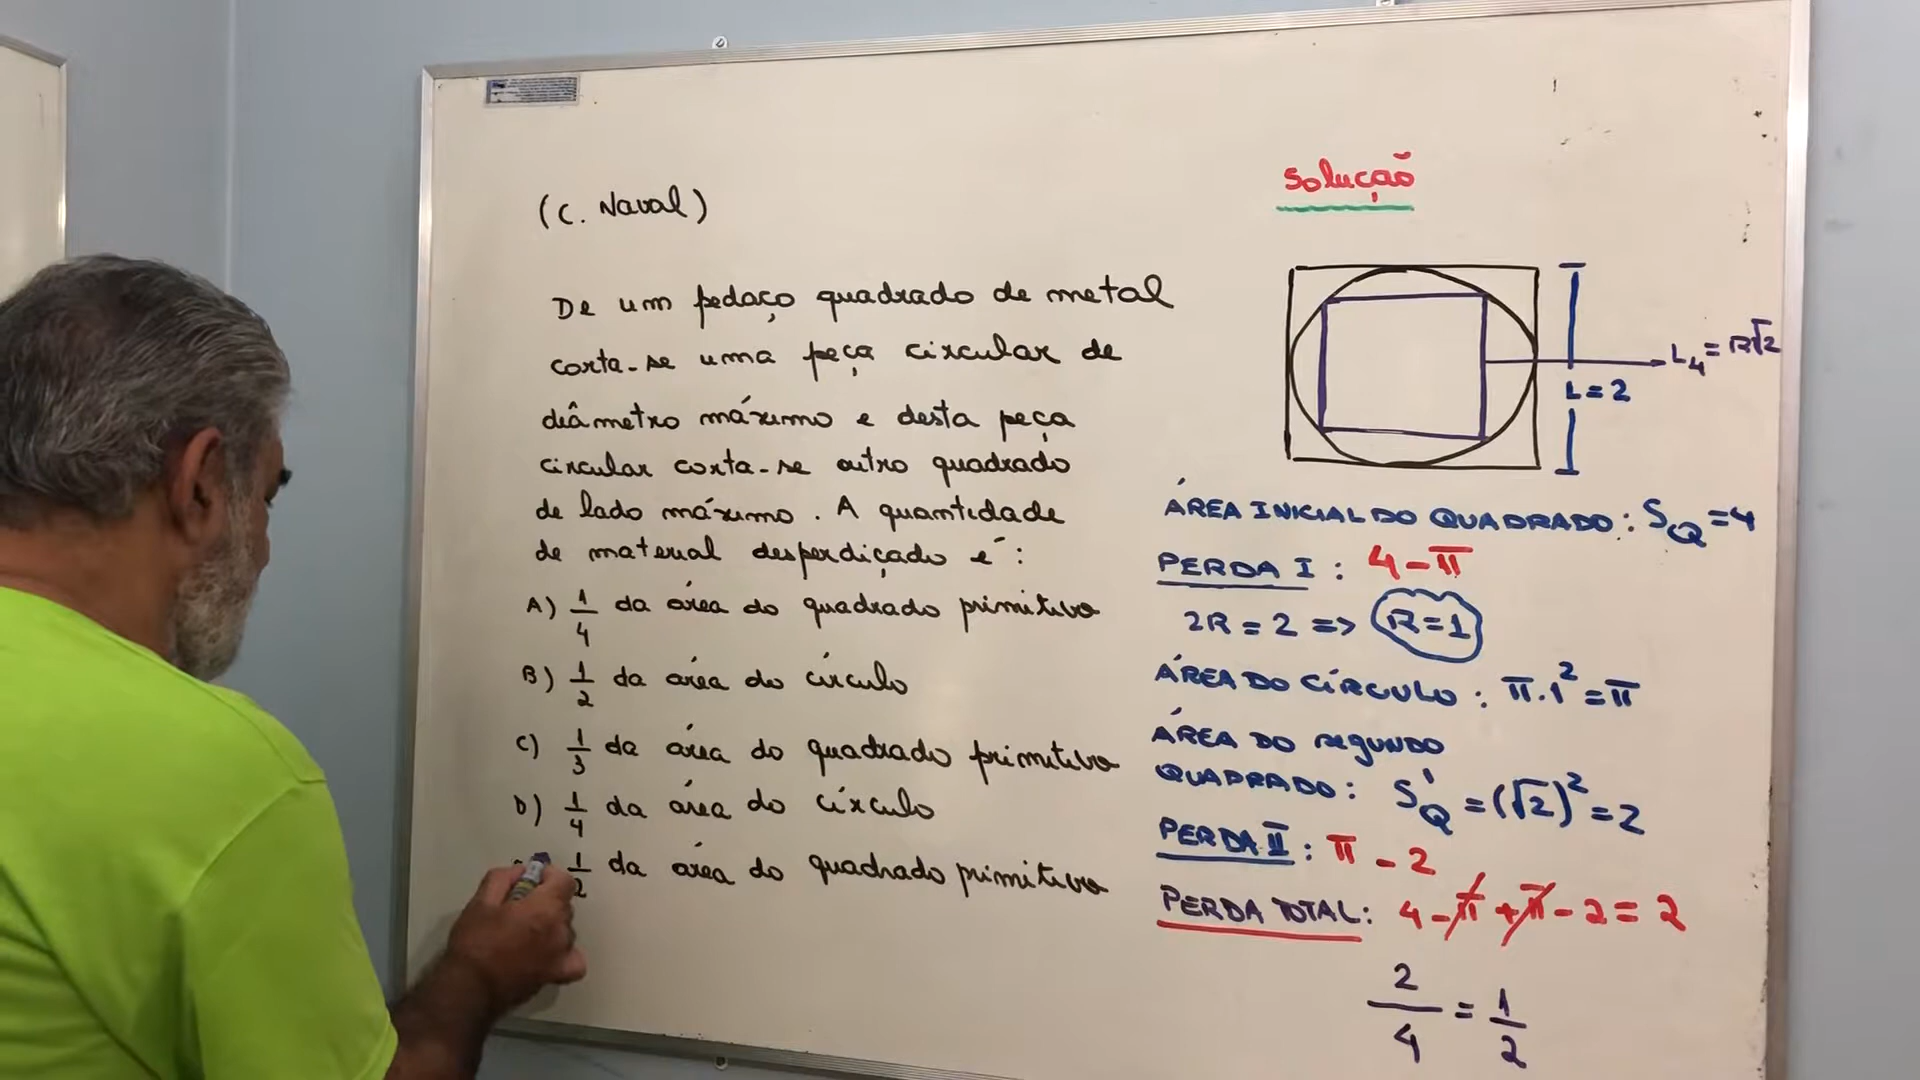 (C. Naval)
De um pedaço quadrado de metal
corta-se uma peça circular de
diâmetro máximo e desta peça
circular corta-se outro quadrado
de lado máximo. A quantidade
de material desperdiçado é:
A) 1/4 da área do quadrado primitivo
B) 1/2 da área do círculo
C) 1/3 da área do quadrado primitivo
D) 1/4 da área do círculo
1/2 da área do quadrado primitivo
Solução
L₄ = R√2
L = 2
ÁREA INICIAL DO QUADRADO: S_Q = 4
PERDA I: 4 - π
2R = 2 => R = 1
ÁREA DO CÍRCULO: π.1² = π
ÁREA DO SEGUNDO
QUADRADO: S'_Q = (√2)² = 2
PERDA II: π - 2
PERDA TOTAL: 4 - π + π - 2 = 2
2/4 = 1/2